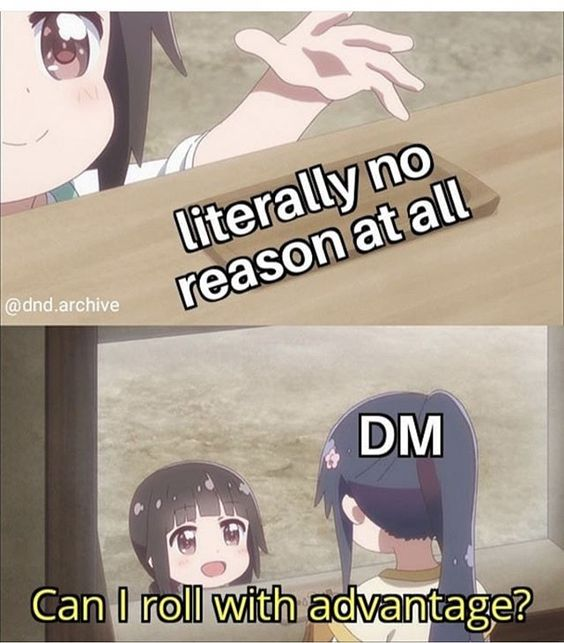 literally no
reason at all
@dnd.archive
DM
Can I roll with advantage?